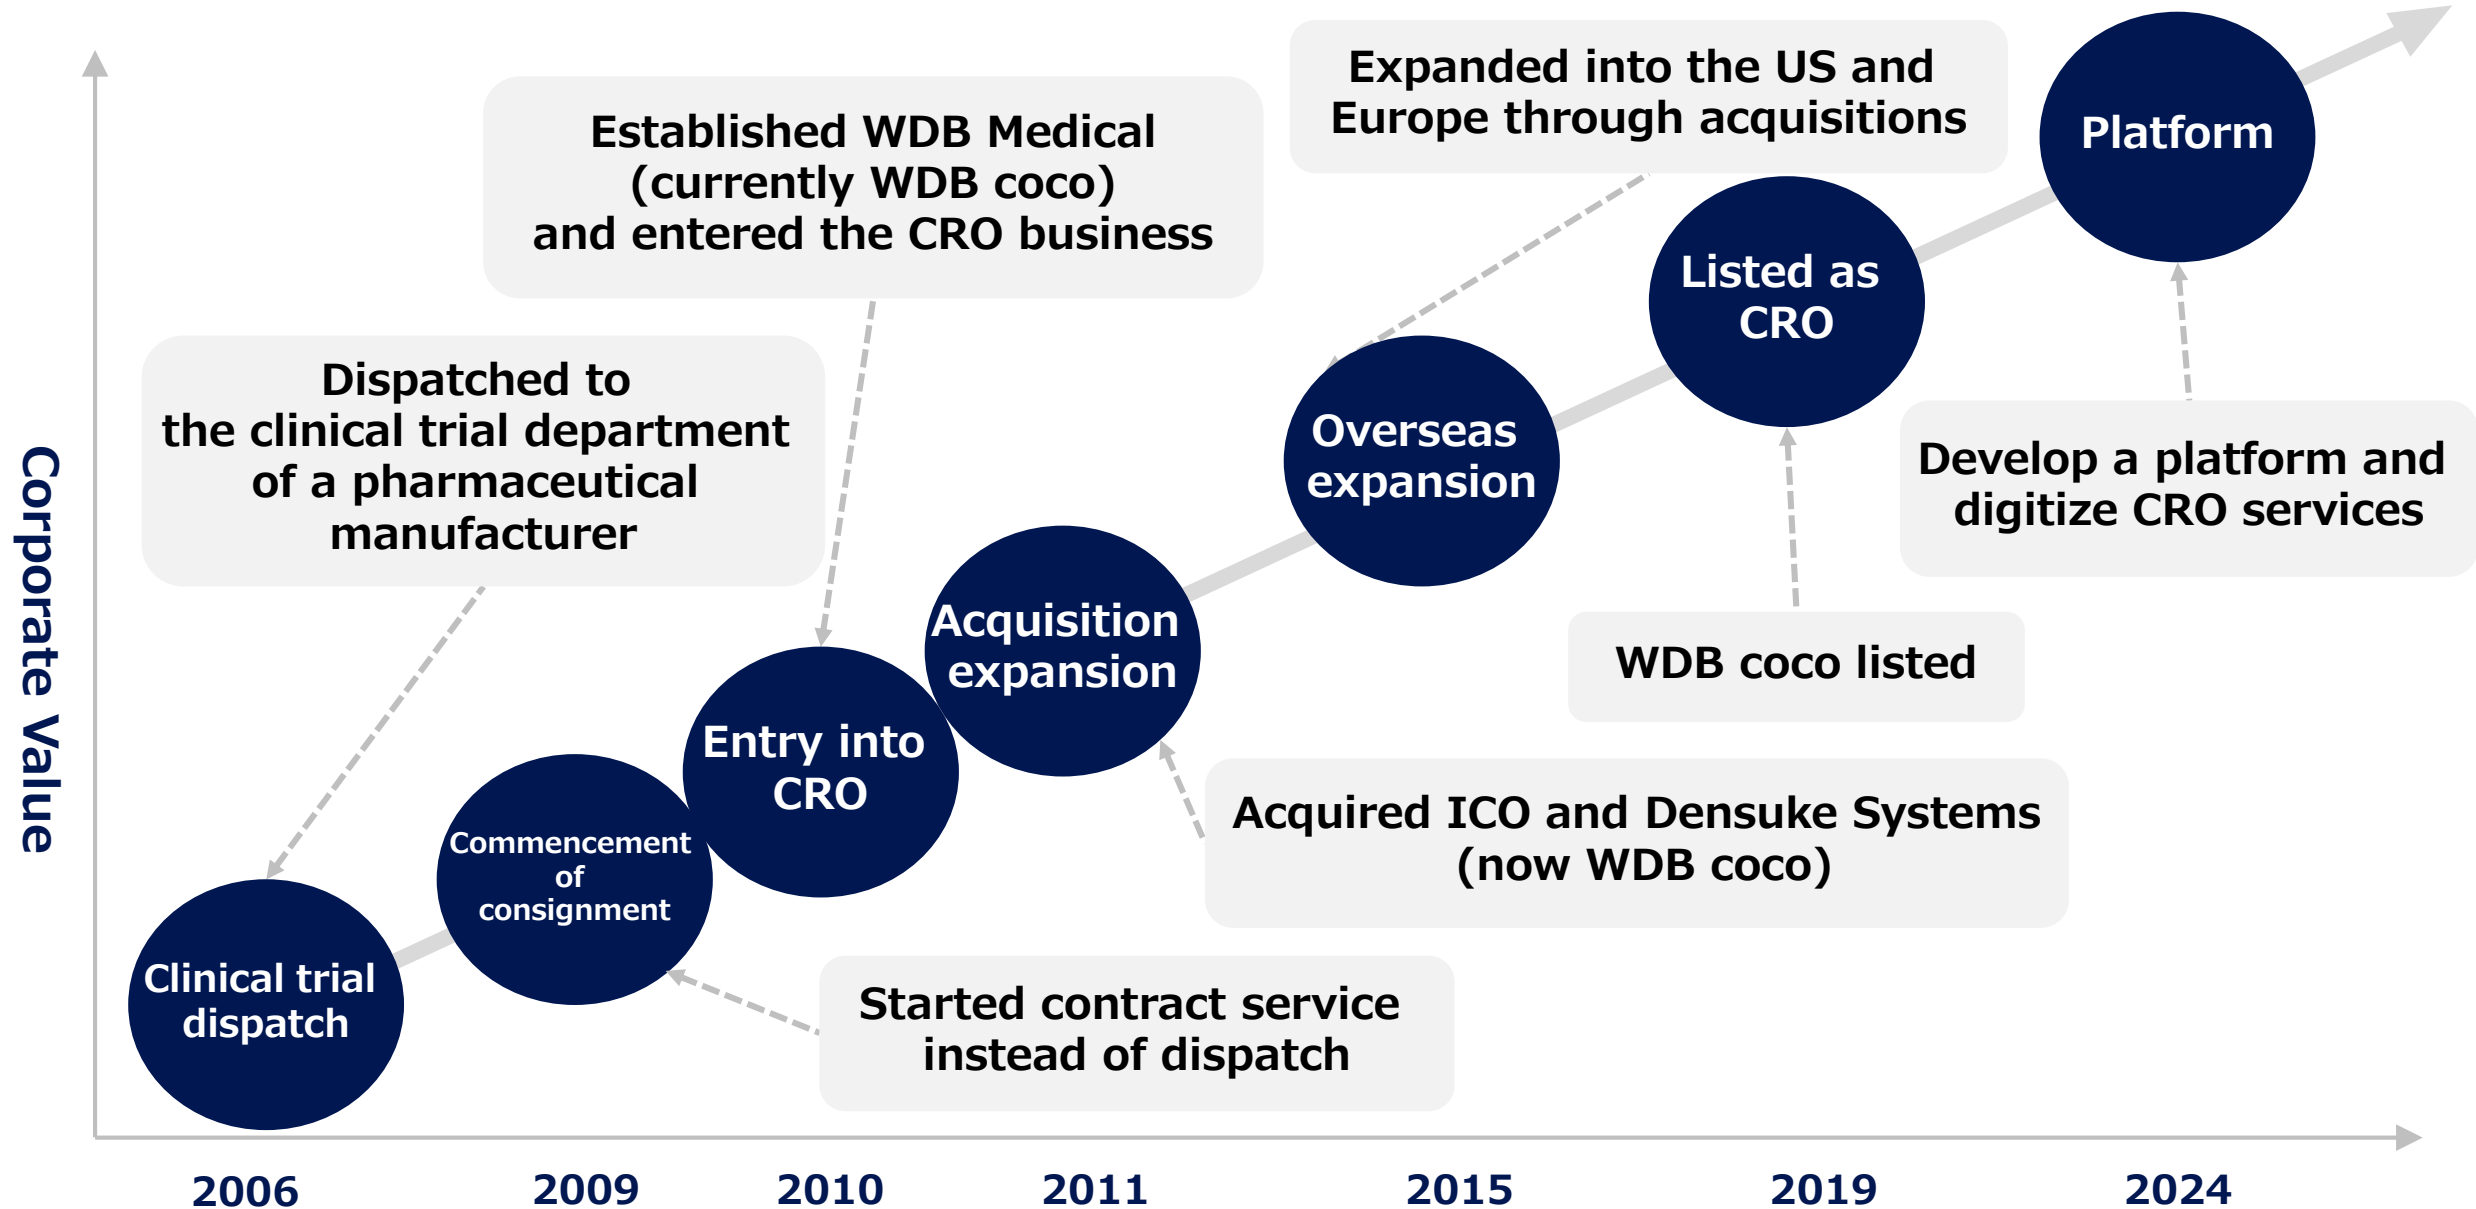 Corporate Value
Expanded into the US and
Europe through acquisitions
Platform
Established WDB Medical
(currently WDB coco)
and entered the CRO business
Listed as
CRO
Dispatched to
the clinical trial department
of a pharmaceutical
manufacturer
Overseas
expansion
Develop a platform and
digitize CRO services
Acquisition
expansion
WDB coco listed
Entry into
CRO
Acquired ICO and Densuke Systems
(now WDB coco)
Commencement
of
consignment
Clinical trial
dispatch
Started contract service
instead of dispatch
2006
2009
2010
2011
2015
2019
2024